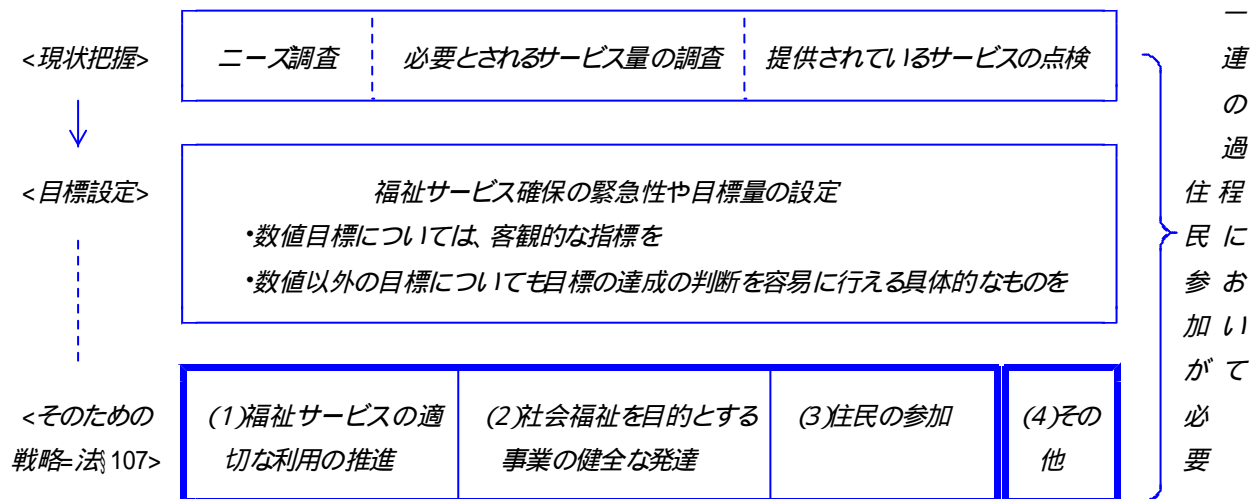 <現状把握>
ニーズ調査
必要とされるサービス量の調査
提供されているサービスの点検
<目標設定>
福祉サービス確保の緊急性や目標量の設定
・数値目標については、客観的な指標を
・数値以外の目標についても目標の達成の判断を容易に行える具体的なものを
<そのための
戦略=法§107>
(1)福祉サービスの適
切な利用の推進
(2)社会福祉を目的とする
事業の健全な発達
(3)住民の参加
(4)その
他
一連の過程において
住民参加が必要